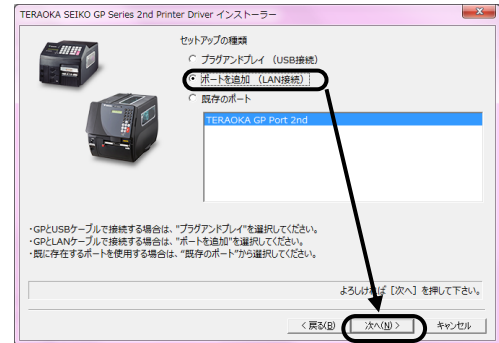 TERAOKA SEIKO GP Series 2nd Printer Driver インストーラー
セットアップの種類
プラグアンドプレイ （USB接続）
ポートを追加 （LAN接続）
既存のポート
TERAOKA GP Port 2nd
・GPとUSBケーブルで接続する場合は、"プラグアンドプレイ"を選択してください。
・GPとLANケーブルで接続する場合は、"ポートを追加"を選択してください。
・既に存在するポートを使用する場合は、"既存のポート"から選択してください。
よろしければ [次へ] を押して下さい。
< 戻る(B) 次へ(N) > キャンセル